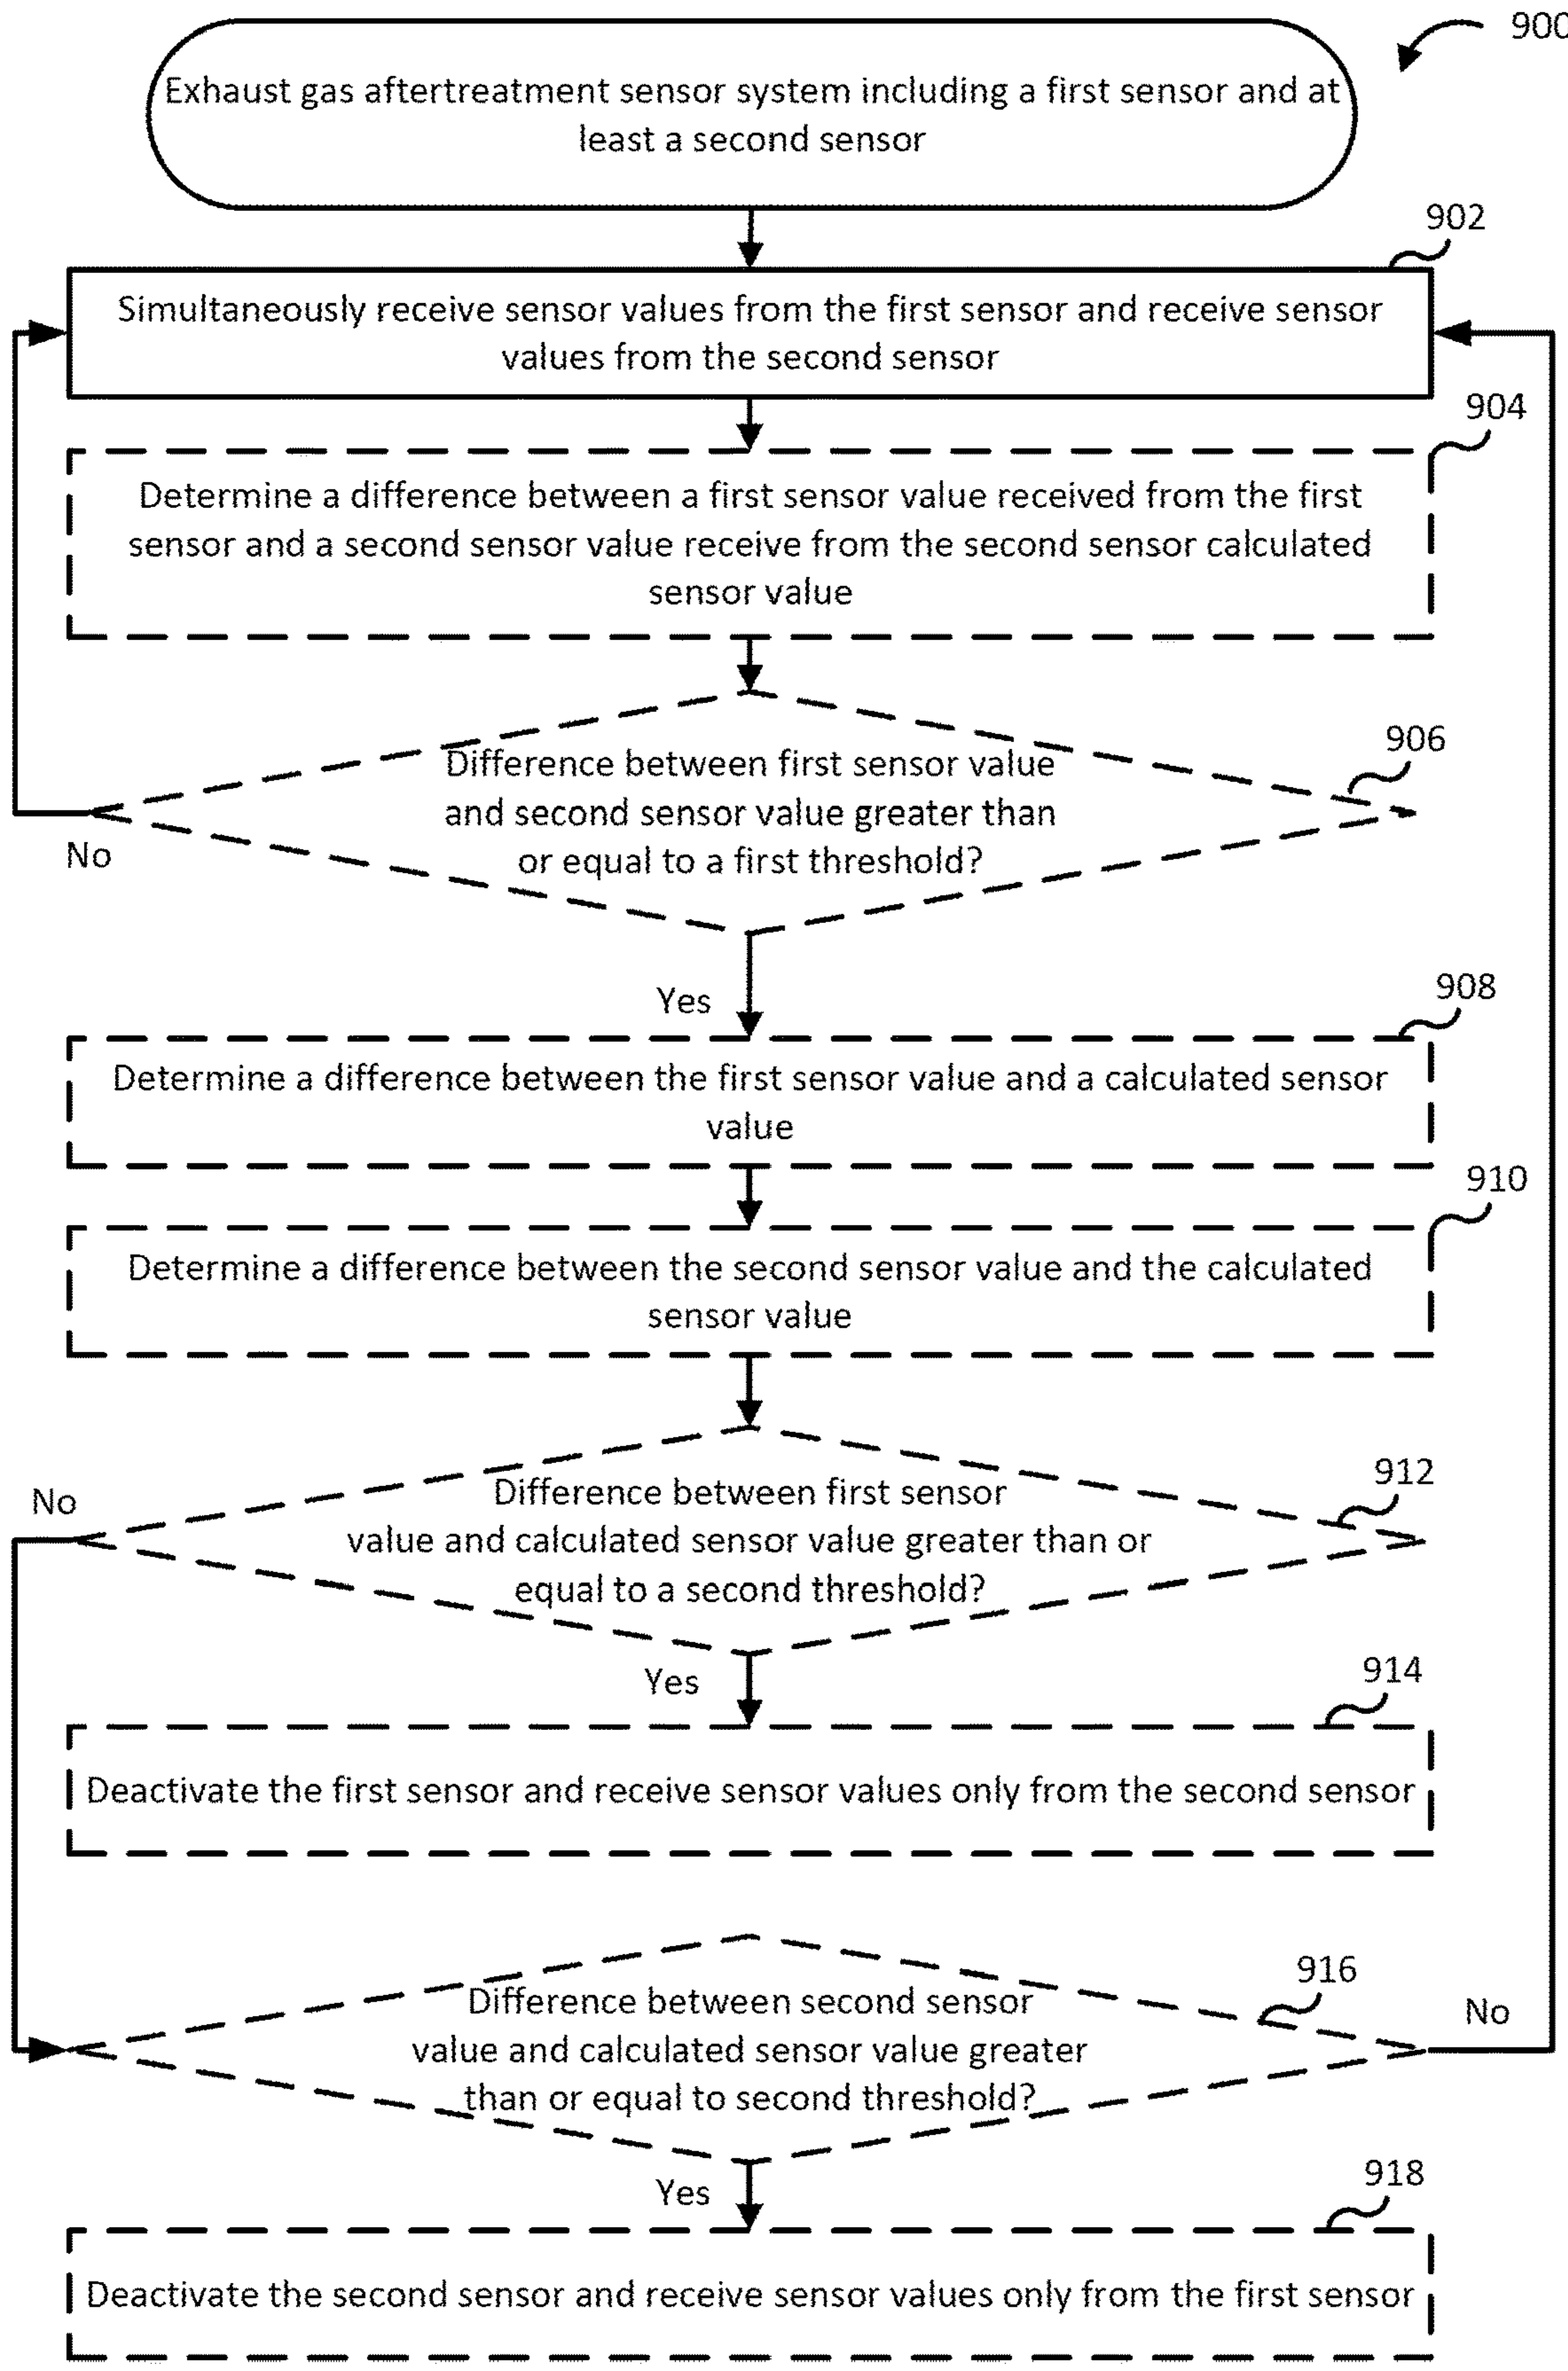 900
Exhaust gas aftertreatment sensor system including a first sensor and at
least a second sensor
902
Simultaneously receive sensor values from the first sensor and receive sensor
values from the second sensor
904
Determine a difference between a first sensor value received from the first
sensor and a second sensor value receive from the second sensor calculated
sensor value
906
Difference between first sensor value
and second sensor value greater than
or equal to a first threshold?
No
Yes
908
Determine a difference between the first sensor value and a calculated sensor
value
910
Determine a difference between the second sensor value and the calculated
sensor value
912
No
Difference between first sensor
value and calculated sensor value greater than or
equal to a second threshold?
Yes
914
Deactivate the first sensor and receive sensor values only from the second sensor
916
No
Difference between second sensor
value and calculated sensor value greater
than or equal to second threshold?
Yes
918
Deactivate the second sensor and receive sensor values only from the first sensor